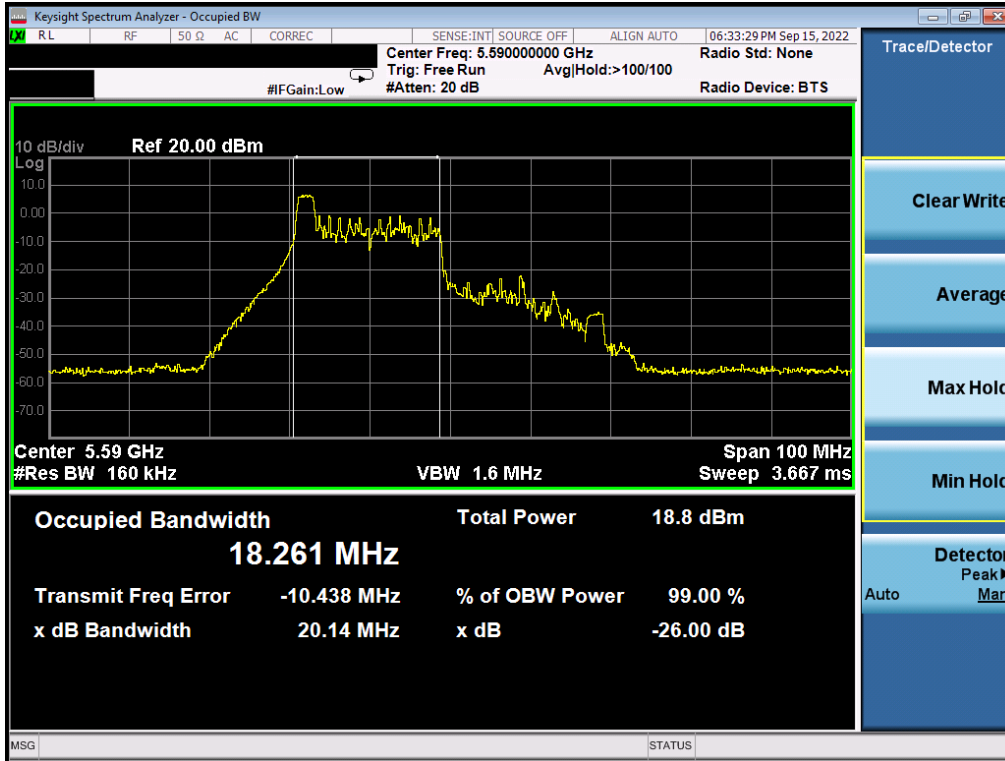 Keysight Spectrum Analyzer - Occupied BW
LXI RL RF 50 Ω AC CORREC SENSE:INT SOURCE OFF ALIGN AUTO 06:33:29 PM Sep 15, 2022
Center Freq: 5.590000000 GHz Radio Std: None
Trig: Free Run Avg|Hold:>100/100
#IFGain:Low #Atten: 20 dB Radio Device: BTS
Trace/Detector
10 dB/div Ref 20.00 dBm
Log
10.0
0.00
-10.0
-20.0
-30.0
-40.0
-50.0
-60.0
-70.0
Center 5.59 GHz Span 100 MHz
#Res BW 160 kHz VBW 1.6 MHz Sweep 3.667 ms
Occupied Bandwidth Total Power 18.8 dBm
18.261 MHz
Transmit Freq Error -10.438 MHz % of OBW Power 99.00 %
x dB Bandwidth 20.14 MHz x dB -26.00 dB
Clear Write
Average
Max Hold
Min Hold
Detector
Peak
Auto Man
MSG STATUS